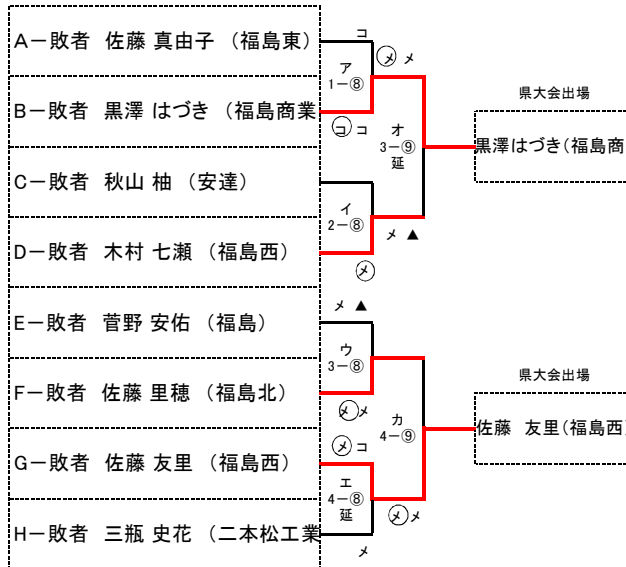 A－敗者 佐藤 真由子 （福島東）
コ
ア
1－⑧
㋱ メ
B－敗者 黒澤 はづき （福島商業
㋙ コ
オ
3－⑨
延
県大会出場
黒澤はづき（福島商
C－敗者 秋山 柚 （安達）
イ
2－⑧
メ ▲
D－敗者 木村 七瀬 （福島西）
㋱
メ ▲
E－敗者 菅野 安佑 （福島）
ウ
3－⑧
F－敗者 佐藤 里穂 （福島北）
㋱メ
カ
4－⑨
県大会出場
佐藤 友里（福島西
㋱ コ
G－敗者 佐藤 友里 （福島西）
エ
4－⑧
延
㋱メ
H－敗者 三瓶 史花 （二本松工業
メ